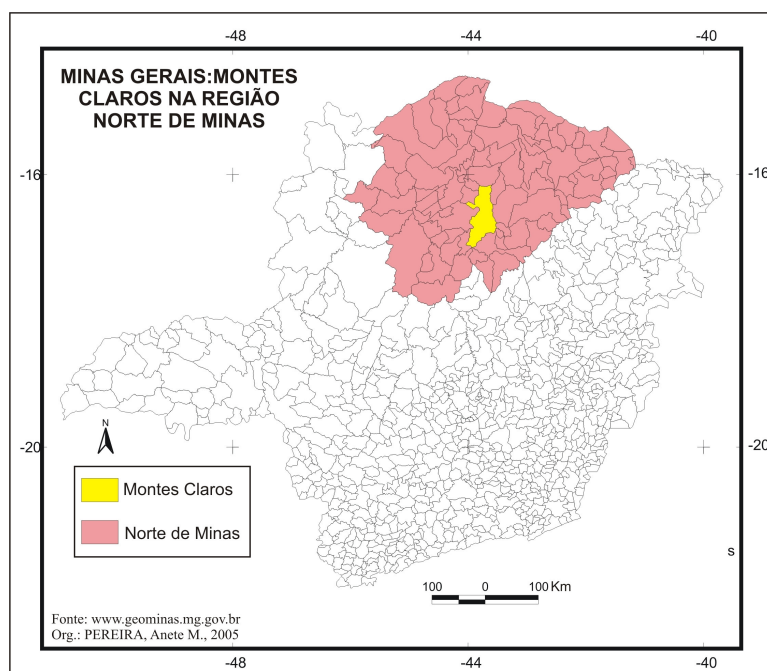 -48
-44
-40
MINAS GERAIS:MONTES
CLAROS NA REGIÃO
NORTE DE MINAS
-16
-16
N
-20
-20
Montes Claros
Norte de Minas
s
100 0 100 Km
Fonte: www.geominas.mg.gov.br
Org.: PEREIRA, Anete M., 2005
-48
-44
-40